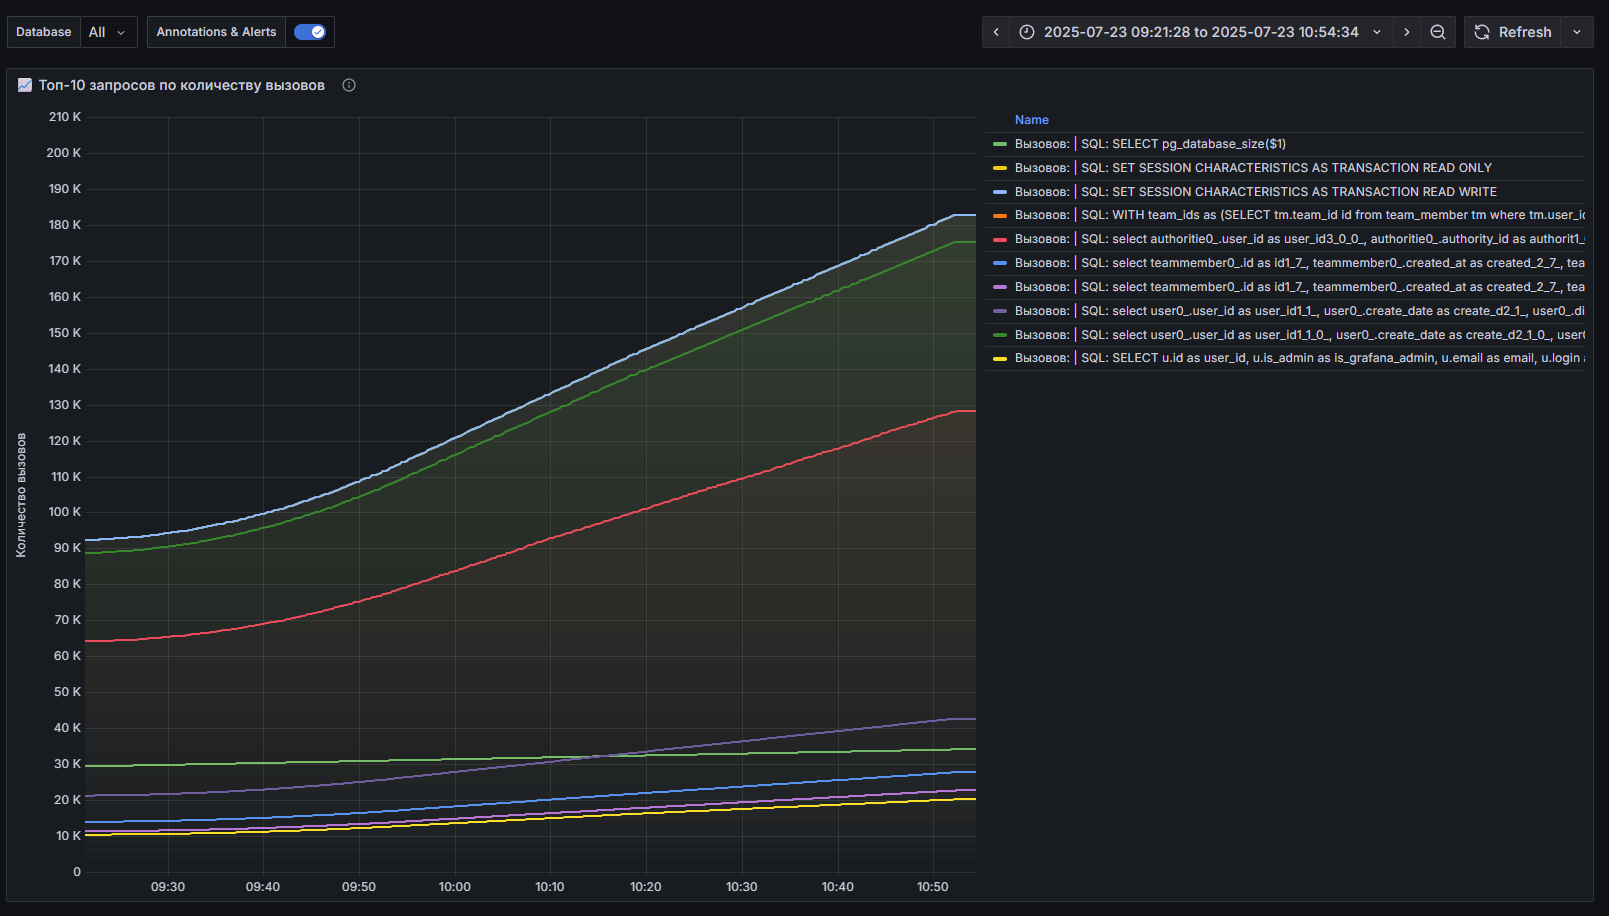 Database All Annotations & Alerts 2025-07-23 09:21:28 to 2025-07-23 10:54:34 Refresh
Топ-10 запросов по количеству вызовов
Количество вызовов
210 K
200 K
190 K
180 K
170 K
160 K
150 K
140 K
130 K
120 K
110 K
100 K
90 K
80 K
70 K
60 K
50 K
40 K
30 K
20 K
10 K
0
09:30 09:40 09:50 10:00 10:10 10:20 10:30 10:40 10:50
Name
Вызовов: | SQL: SELECT pg_database_size($1)
Вызовов: | SQL: SET SESSION CHARACTERISTICS AS TRANSACTION READ ONLY
Вызовов: | SQL: SET SESSION CHARACTERISTICS AS TRANSACTION READ WRITE
Вызовов: | SQL: WITH team_ids as (SELECT tm.team_id id from team_member tm where tm.user_id
Вызовов: | SQL: select authoritie0_.user_id as user_id3_0_0_, authoritie0_.authority_id as authorit1_
Вызовов: | SQL: select teammember0_.id as id1_7_, teammember0_.created_at as created_2_7_, tea
Вызовов: | SQL: select teammember0_.id as id1_7_, teammember0_.created_at as created_2_7_, tea
Вызовов: | SQL: select user0_.user_id as user_id1_1_, user0_.create_date as create_d2_1_, user0_.di
Вызовов: | SQL: select user0_.user_id as user_id1_1_0_, user0_.create_date as create_d2_1_0_, user0
Вызовов: | SQL: SELECT u.id as user_id, u.is_admin as is_grafana_admin, u.email as email, u.login